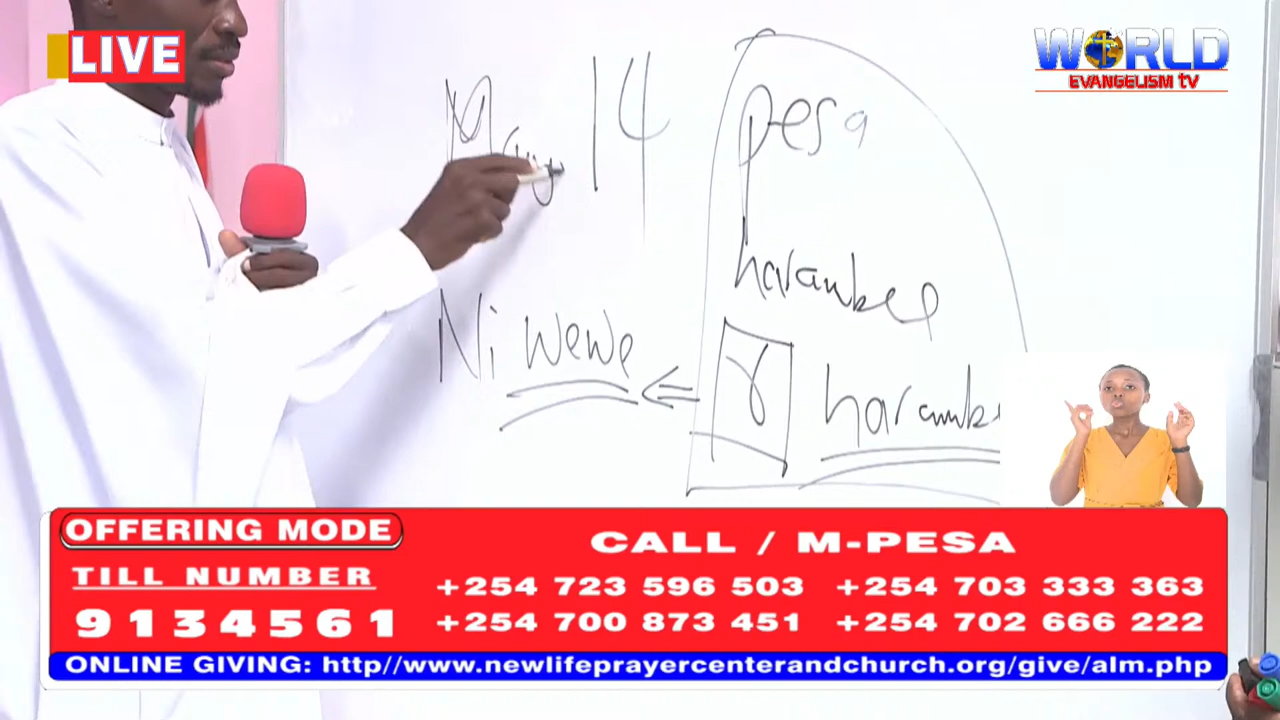 LIVE
WORLD
EVANGELISM TV
May 14
pesa
harambee
Ni wewe
harambe
OFFERING MODE
TILL NUMBER
9134561
CALL / M-PESA
+254 723 596 503 +254 703 333 363
+254 700 873 451 +254 702 666 222
ONLINE GIVING: http//www.newlifeprayercenterandchurch.org/give/alm.php